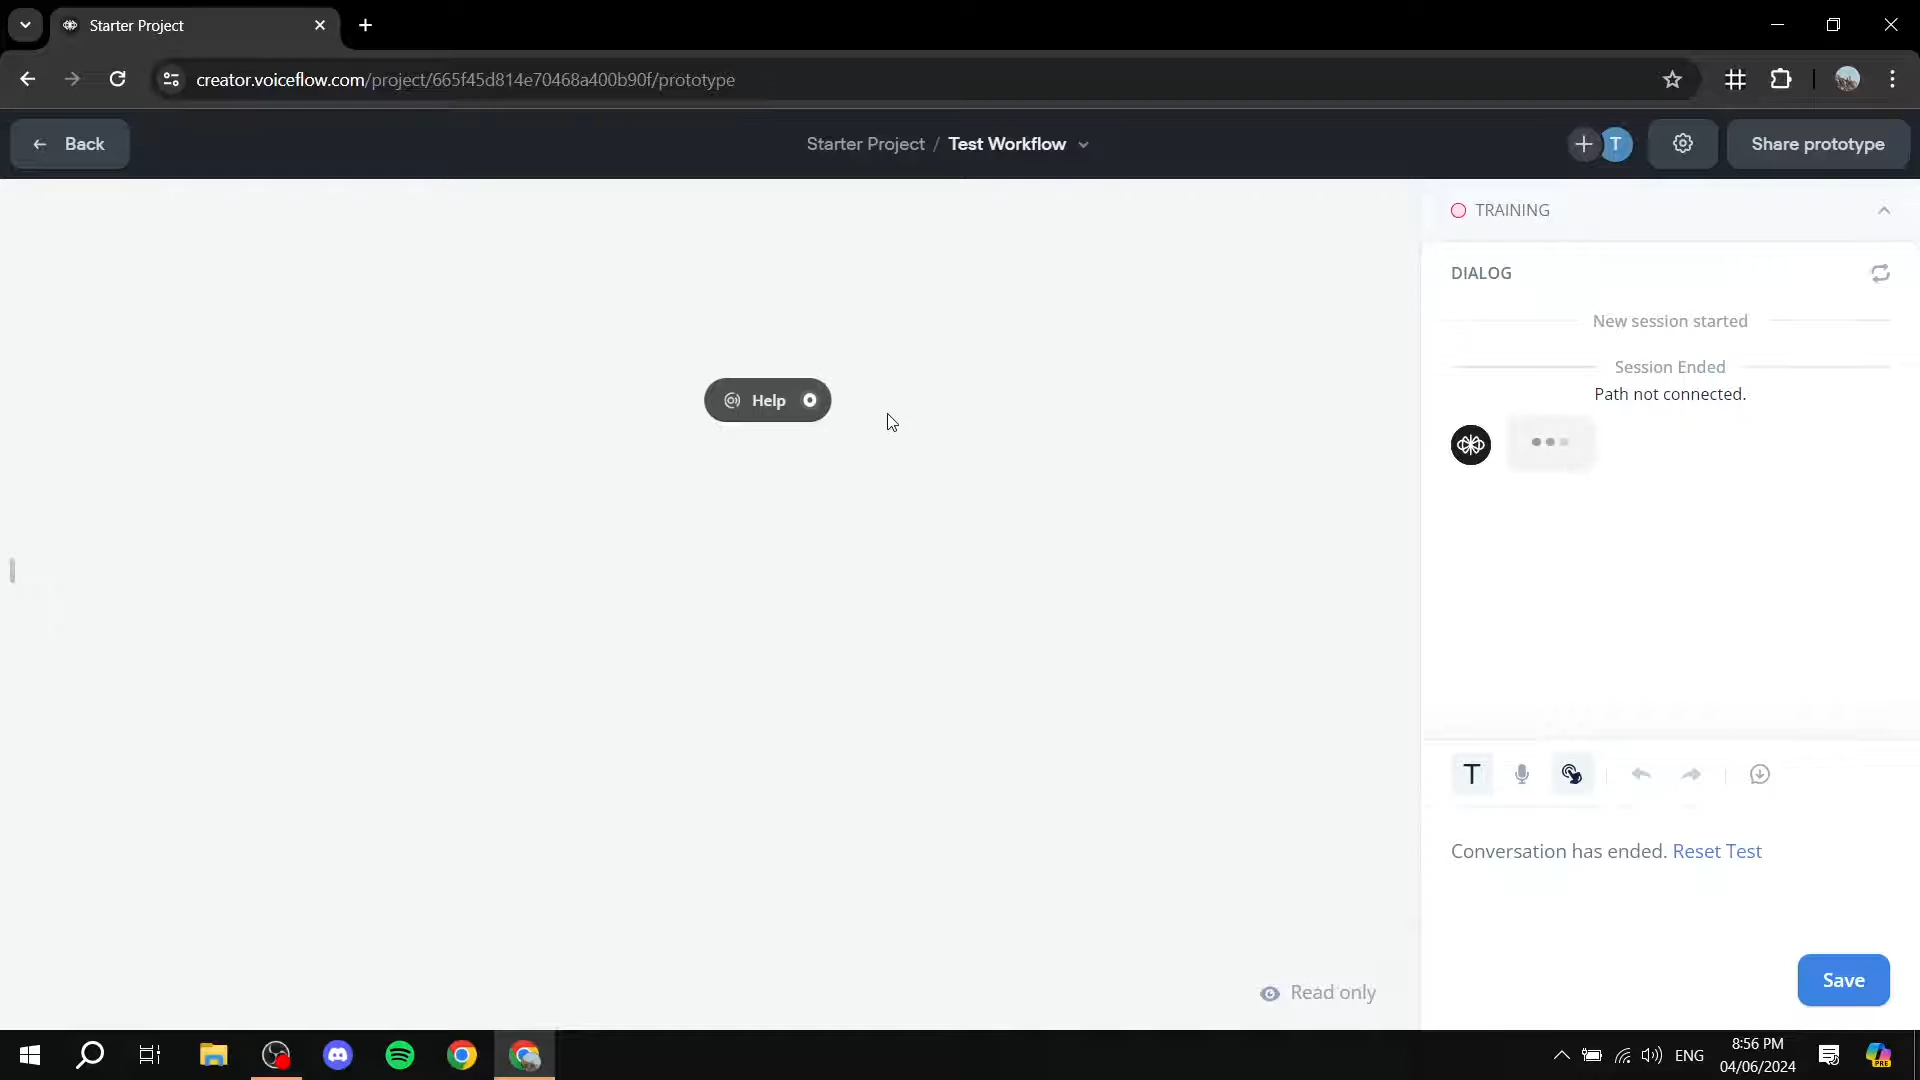 Starter Project
creator.voiceflow.com/project/665f45d814e70468a400b90f/prototype
Back
Starter Project / Test Workflow
T
Share prototype
TRAINING
DIALOG
New session started
Session Ended
Path not connected.
Help
T
Conversation has ended. Reset Test
Save
Read only
ENG
8:56 PM
04/06/2024
PRE